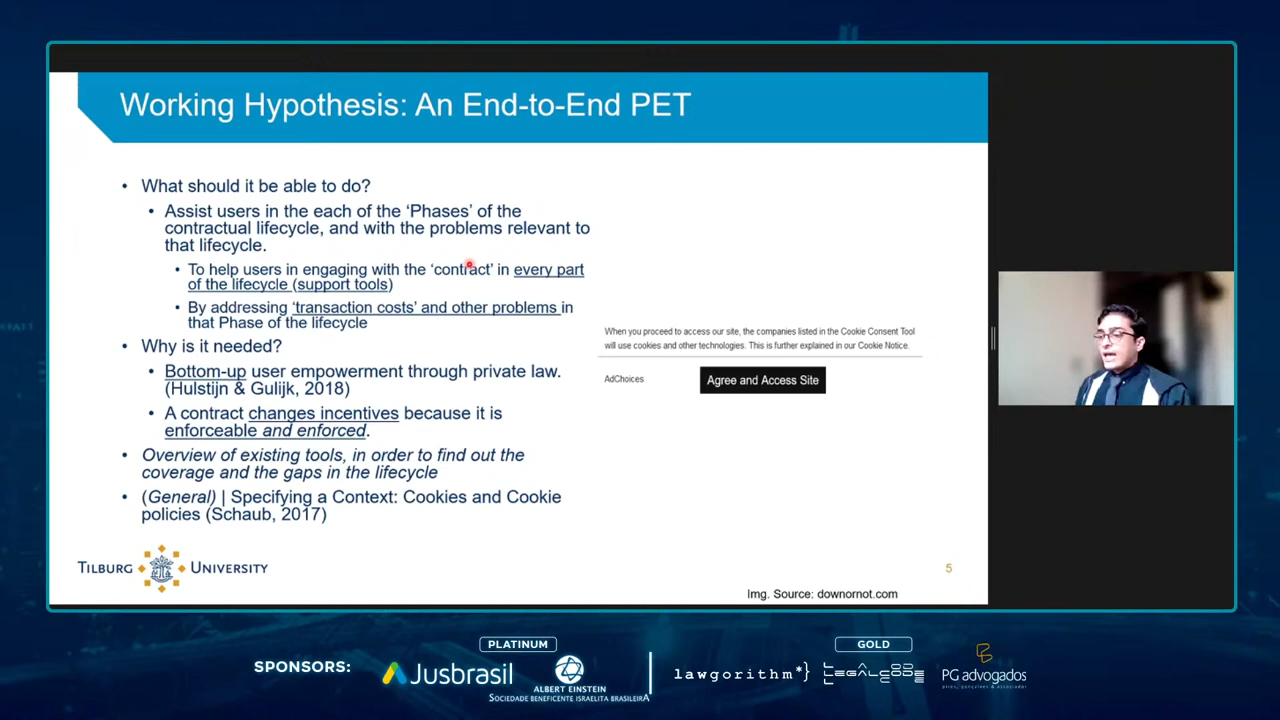 Working Hypothesis: An End-to-End PET
• What should it be able to do?
• Assist users in the each of the ‘Phases’ of the
contractual lifecycle, and with the problems relevant to
that lifecycle.
• To help users in engaging with the ‘contract’ in every part
of the lifecycle (support tools)
• By addressing ‘transaction costs’ and other problems in
that Phase of the lifecycle
• Why is it needed?
• Bottom-up user empowerment through private law.
(Hulstijn & Gulijk, 2018)
• A contract changes incentives because it is
enforceable and enforced.
• Overview of existing tools, in order to find out the
coverage and the gaps in the lifecycle
• (General) | Specifying a Context: Cookies and Cookie
policies (Schaub, 2017)
When you proceed to access our site, the companies listed in the Cookie Consent Tool
will use cookies and other technologies. This is further explained in our Cookie Notice.
AdChoices
Agree and Access Site
TILBURG UNIVERSITY
5
Img. Source: downornot.com
SPONSORS:
PLATINUM
Jusbrasil
ALBERT EINSTEIN
SOCIEDADE BENEFICENTE ISRAELITA BRASILEIRA
GOLD
lawgorithm*}
LEGALCODE
PG advogados